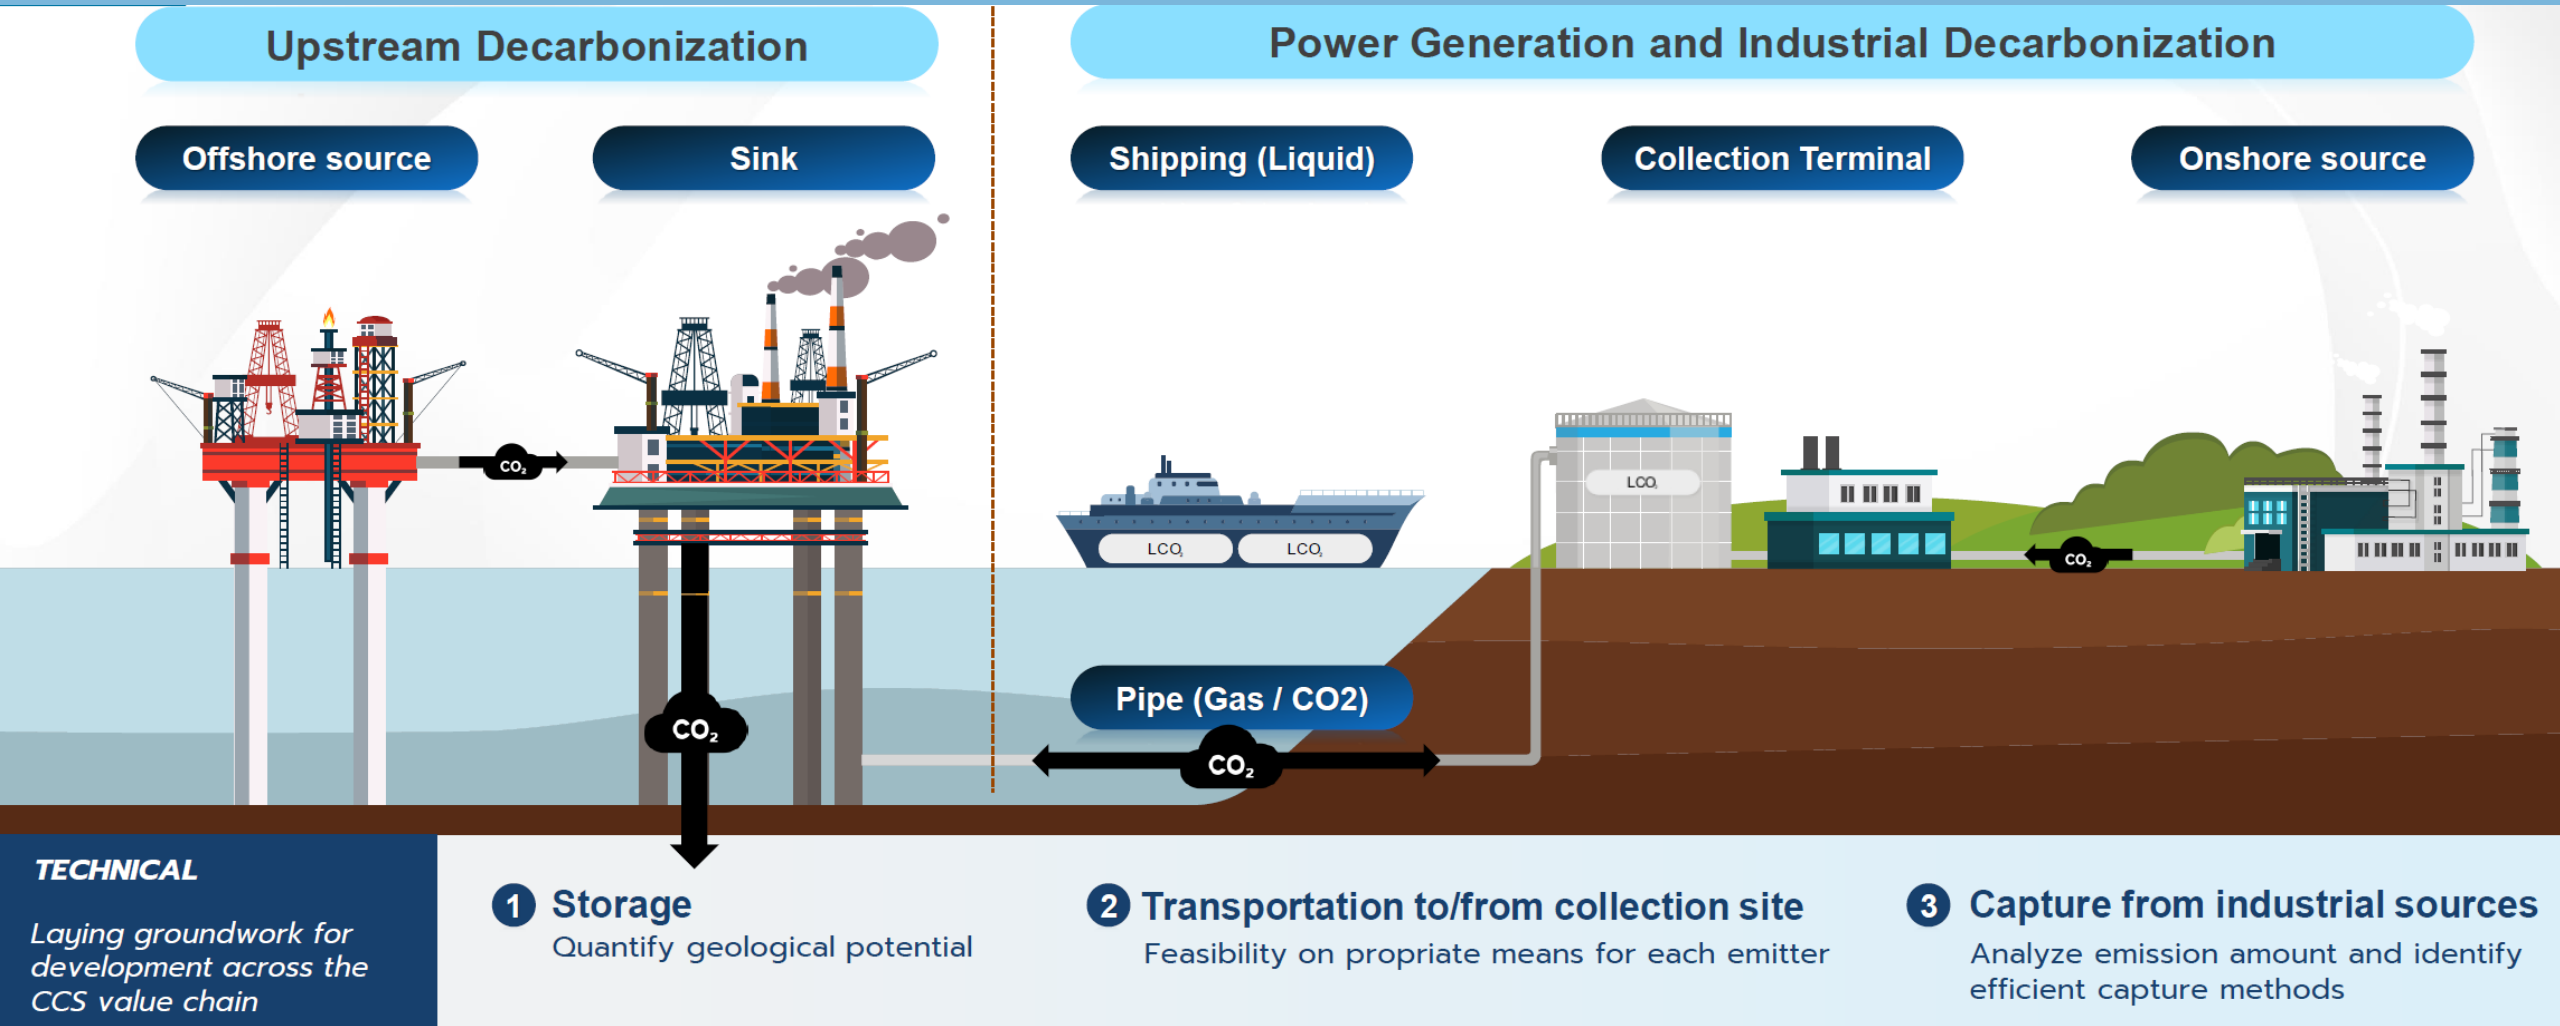 Upstream Decarbonization
Power Generation and Industrial Decarbonization
Offshore source
Sink
Shipping (Liquid)
Collection Terminal
Onshore source
CO₂
LCO₂
LCO₂
LCO₂
CO₂
Pipe (Gas / CO2)
CO₂
CO₂
TECHNICAL
Laying groundwork for
development across the
CCS value chain
1 Storage
Quantify geological potential
2 Transportation to/from collection site
Feasibility on propriate means for each emitter
3 Capture from industrial sources
Analyze emission amount and identify
efficient capture methods